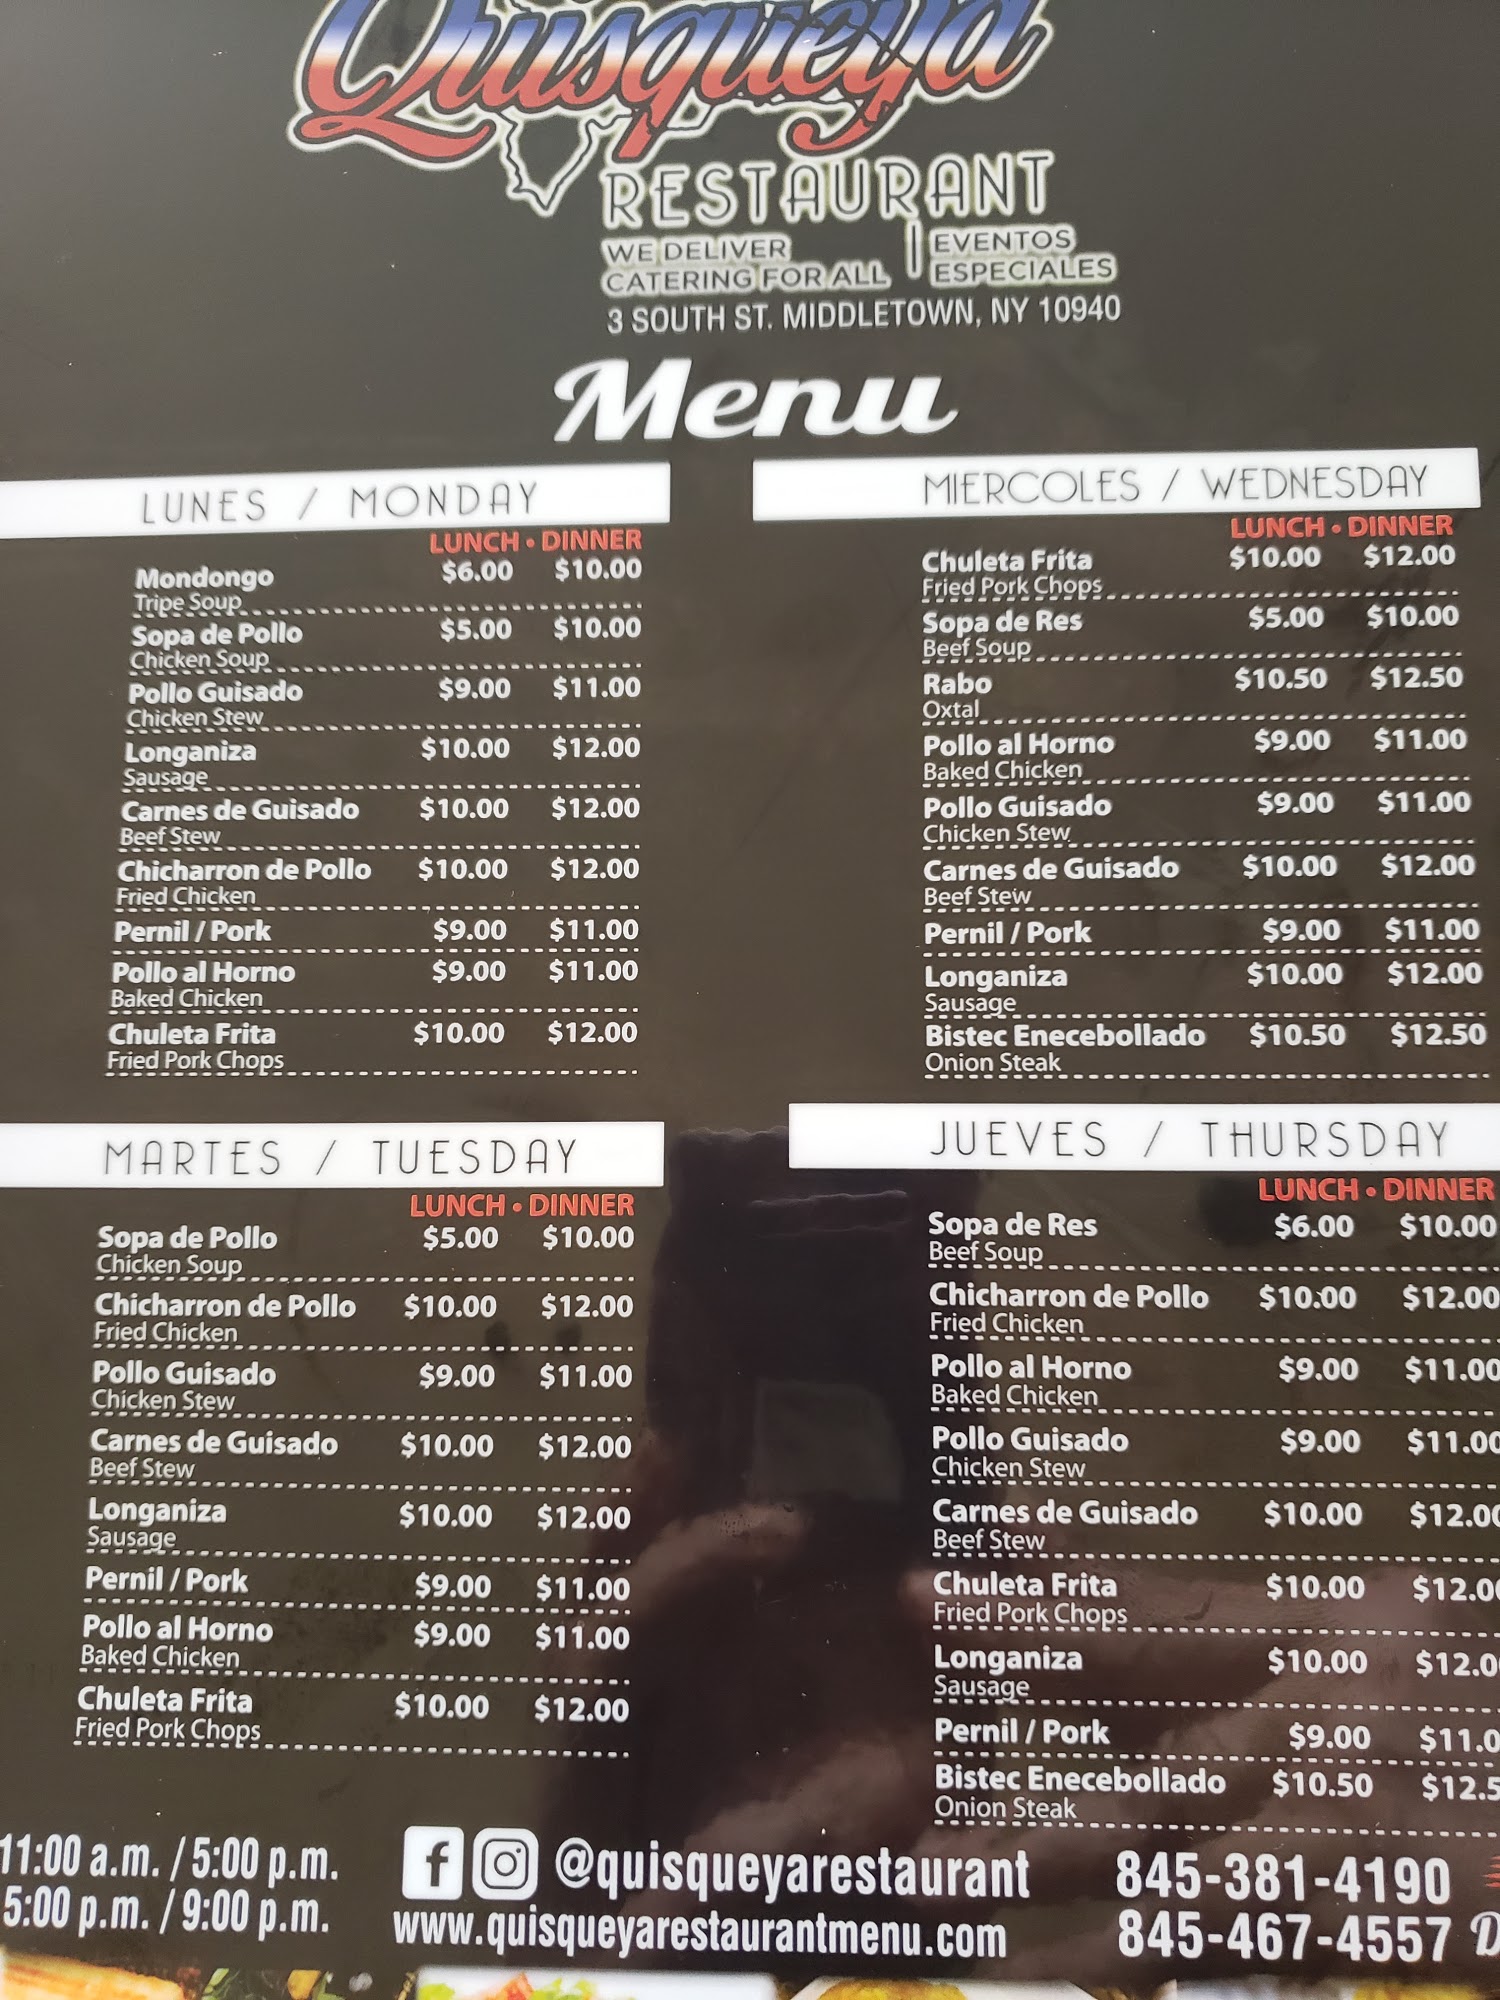 Quisqueya
RESTAURANT
WE DELIVER
CATERING FOR ALL
EVENTOS
ESPECIALES
3 SOUTH ST. MIDDLETOWN, NY 10940
Menu
LUNES / MONDAY
LUNCH • DINNER
Mondongo $6.00 $10.00
Tripe Soup
Sopa de Pollo $5.00 $10.00
Chicken Soup
Pollo Guisado $9.00 $11.00
Chicken Stew
Longaniza $10.00 $12.00
Sausage
Carnes de Guisado $10.00 $12.00
Beef Stew
Chicharron de Pollo $10.00 $12.00
Fried Chicken
Pernil / Pork $9.00 $11.00
Pollo al Horno $9.00 $11.00
Baked Chicken
Chuleta Frita $10.00 $12.00
Fried Pork Chops
MARTES / TUESDAY
LUNCH • DINNER
Sopa de Pollo $5.00 $10.00
Chicken Soup
Chicharron de Pollo $10.00 $12.00
Fried Chicken
Pollo Guisado $9.00 $11.00
Chicken Stew
Carnes de Guisado $10.00 $12.00
Beef Stew
Longaniza $10.00 $12.00
Sausage
Pernil / Pork $9.00 $11.00
Pollo al Horno $9.00 $11.00
Baked Chicken
Chuleta Frita $10.00 $12.00
Fried Pork Chops
MIERCOLES / WEDNESDAY
LUNCH • DINNER
Chuleta Frita $10.00 $12.00
Fried Pork Chops
Sopa de Res $5.00 $10.00
Beef Soup
Rabo $10.50 $12.50
Oxtal
Pollo al Horno $9.00 $11.00
Baked Chicken
Pollo Guisado $9.00 $11.00
Chicken Stew
Carnes de Guisado $10.00 $12.00
Beef Stew
Pernil / Pork $9.00 $11.00
Longaniza $10.00 $12.00
Sausage
Bistec Enecebollado $10.50 $12.50
Onion Steak
JUEVES / THURSDAY
LUNCH • DINNER
Sopa de Res $6.00 $10.00
Beef Soup
Chicharron de Pollo $10.00 $12.00
Fried Chicken
Pollo al Horno $9.00 $11.00
Baked Chicken
Pollo Guisado $9.00 $11.00
Chicken Stew
Carnes de Guisado $10.00 $12.00
Beef Stew
Chuleta Frita $10.00 $12.00
Fried Pork Chops
Longaniza $10.00 $12.0
Sausage
Pernil / Pork $9.00 $11.0
Bistec Enecebollado $10.50 $12.5
Onion Steak
11:00 a.m. / 5:00 p.m.
5:00 p.m. / 9:00 p.m.
@quisqueyarestaurant
www.quisqueyarestaurantmenu.com
845-381-4190
845-467-4557